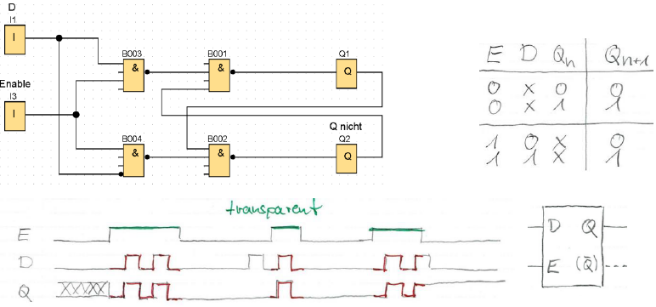 D
I1
I
Enable
I3
I
B003
&
B001
&
Q1
Q
B004
&
B002
&
Q nicht
Q2
Q
E D Qn Qn+1
0 x 0 0
0 x 1 1
1 0 x 0
1 1 x 1
transparent
E
D
Q
D Q
E (Q̄)